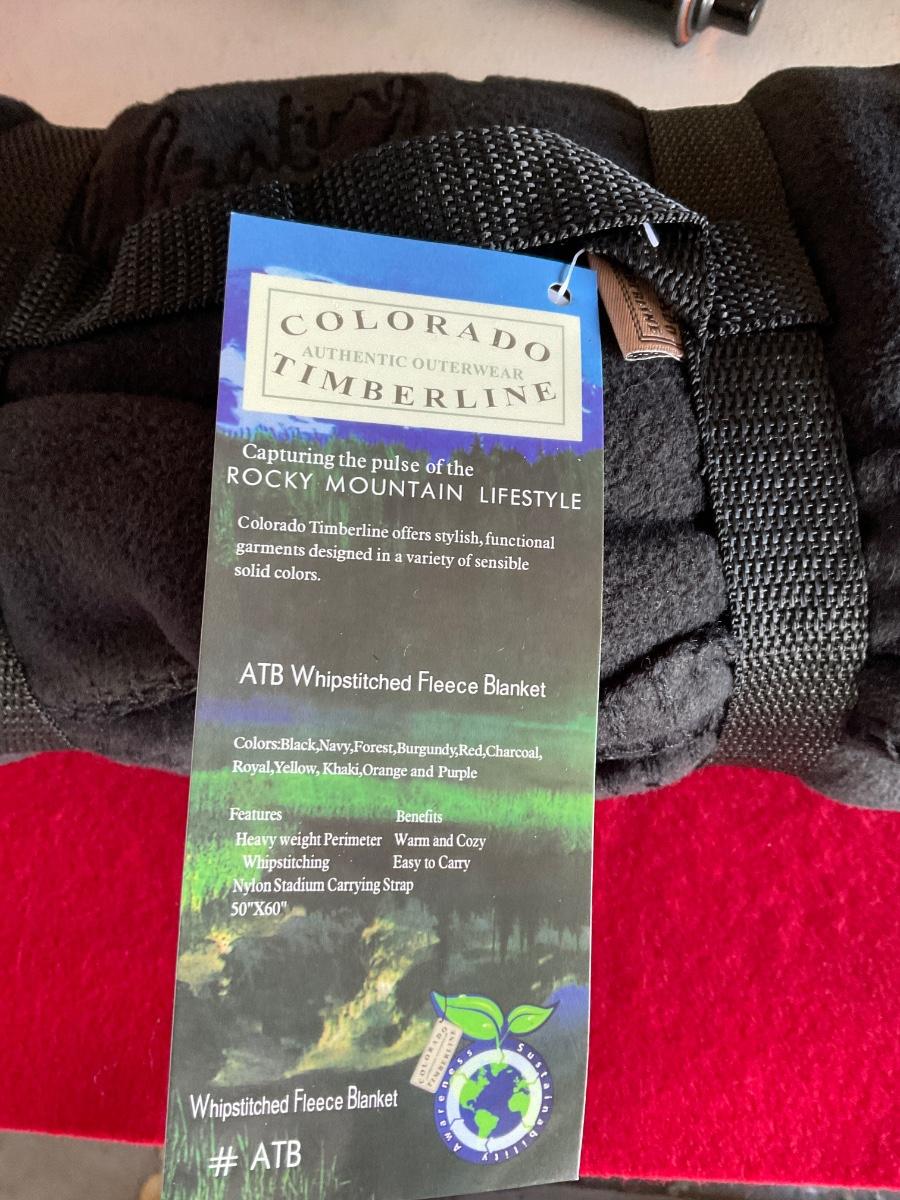 COLORADO
AUTHENTIC OUTERWEAR
TIMBERLINE
Capturing the pulse of the
ROCKY MOUNTAIN LIFESTYLE
Colorado Timberline offers stylish, functional
garments designed in a variety of sensible
solid colors.
ATB Whipstitched Fleece Blanket
Colors:Black,Navy,Forest,Burgundy,Red,Charcoal,
Royal,Yellow, Khaki,Orange and Purple
Features Benefits
Heavy weight Perimeter Warm and Cozy
Whipstitching Easy to Carry
Nylon Stadium Carrying Strap
50"X60"
COLORADO
TIMBERLINE
Awareness
Sustainability
Whipstitched Fleece Blanket
# ATB